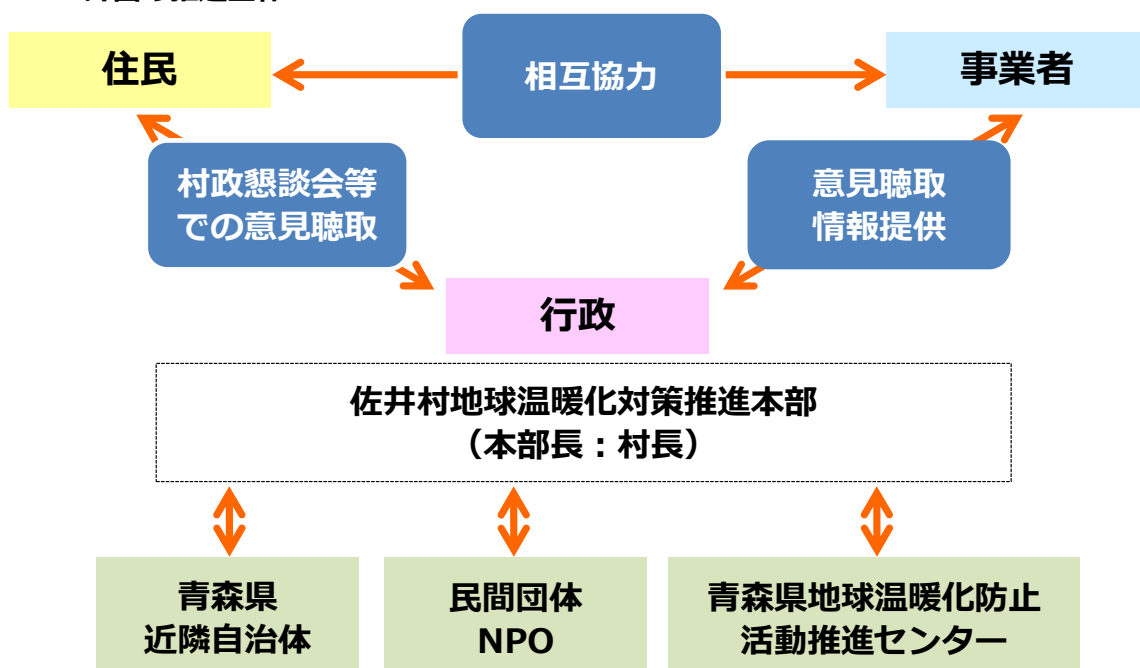 住民
相互協力
事業者
村政懇談会等
での意見聴取
意見聴取
情報提供
行政
佐井村地球温暖化対策推進本部
（本部長：村長）
青森県
近隣自治体
民間団体
NPO
青森県地球温暖化防止
活動推進センター